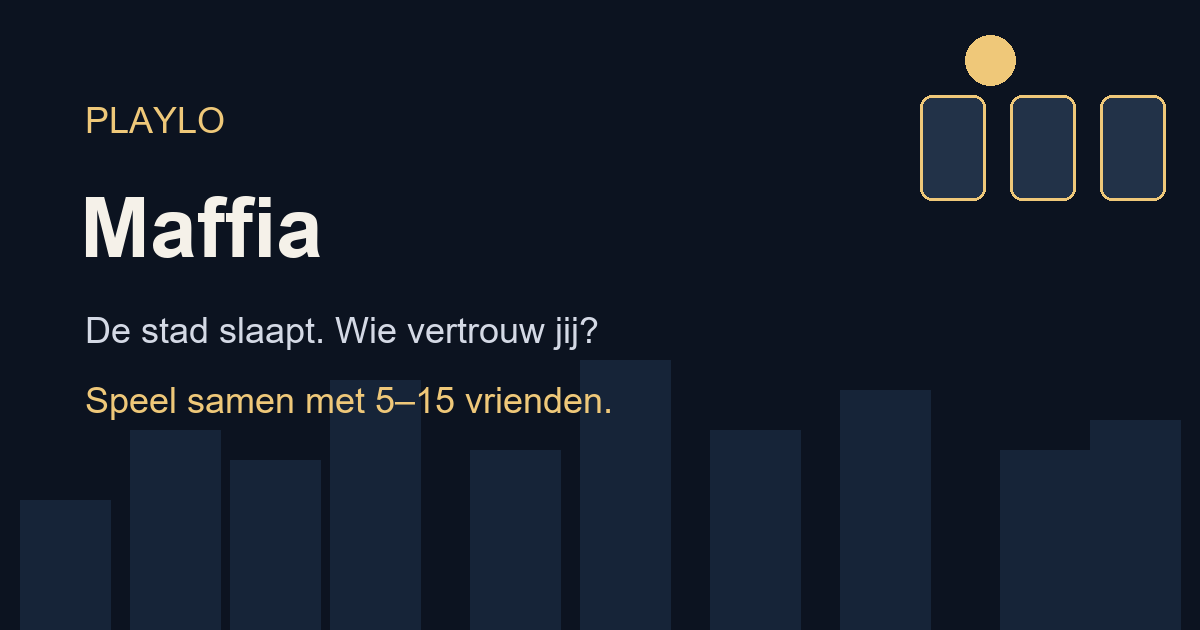 PLAYLO
Maffia
De stad slaapt. Wie vertrouw jij?
Speel samen met 5–15 vrienden.